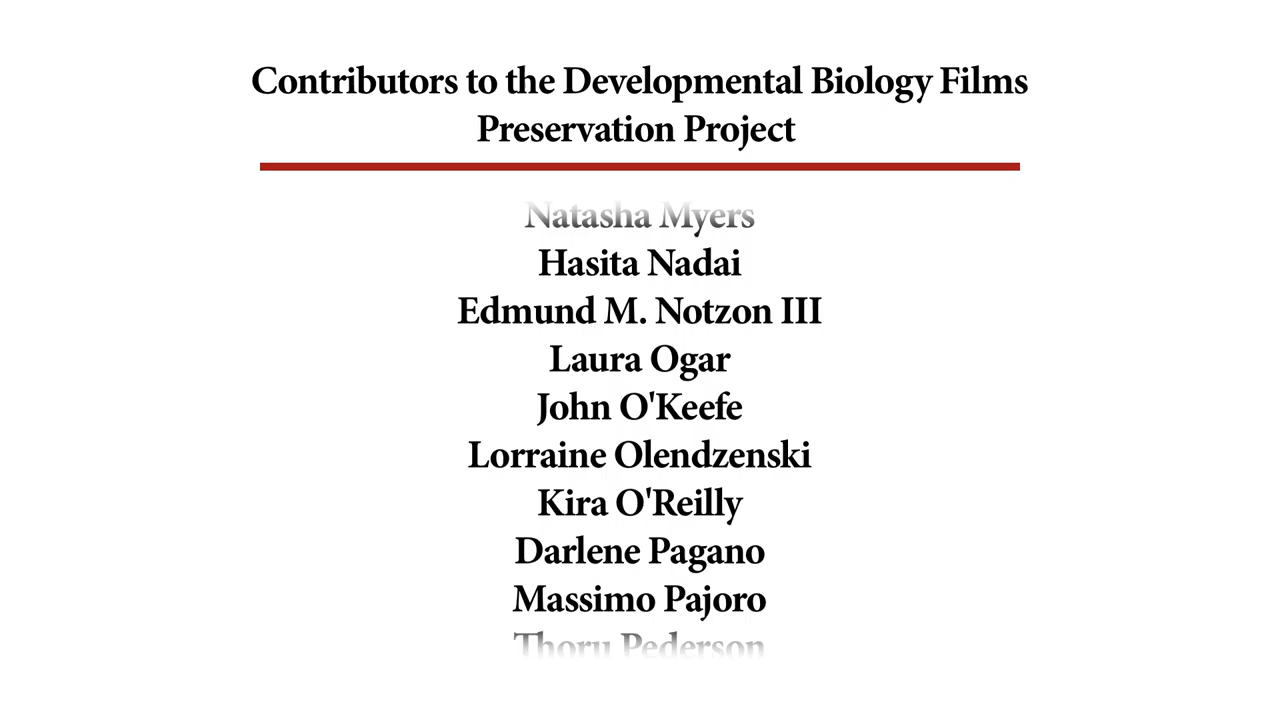 Contributors to the Developmental Biology Films
Preservation Project
Natasha Myers
Hasita Nadai
Edmund M. Notzon III
Laura Ogar
John O'Keefe
Lorraine Olendzenski
Kira O'Reilly
Darlene Pagano
Massimo Pajoro
Thoru Pederson